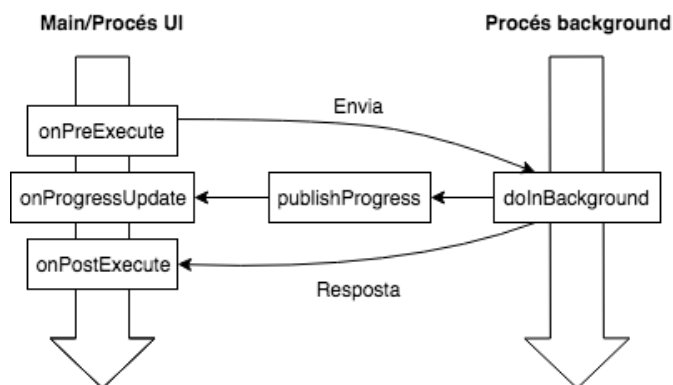 Main/Procés UI
Procés background
Envia
onPreExecute
onProgressUpdate
publishProgress
doInBackground
onPostExecute
Resposta